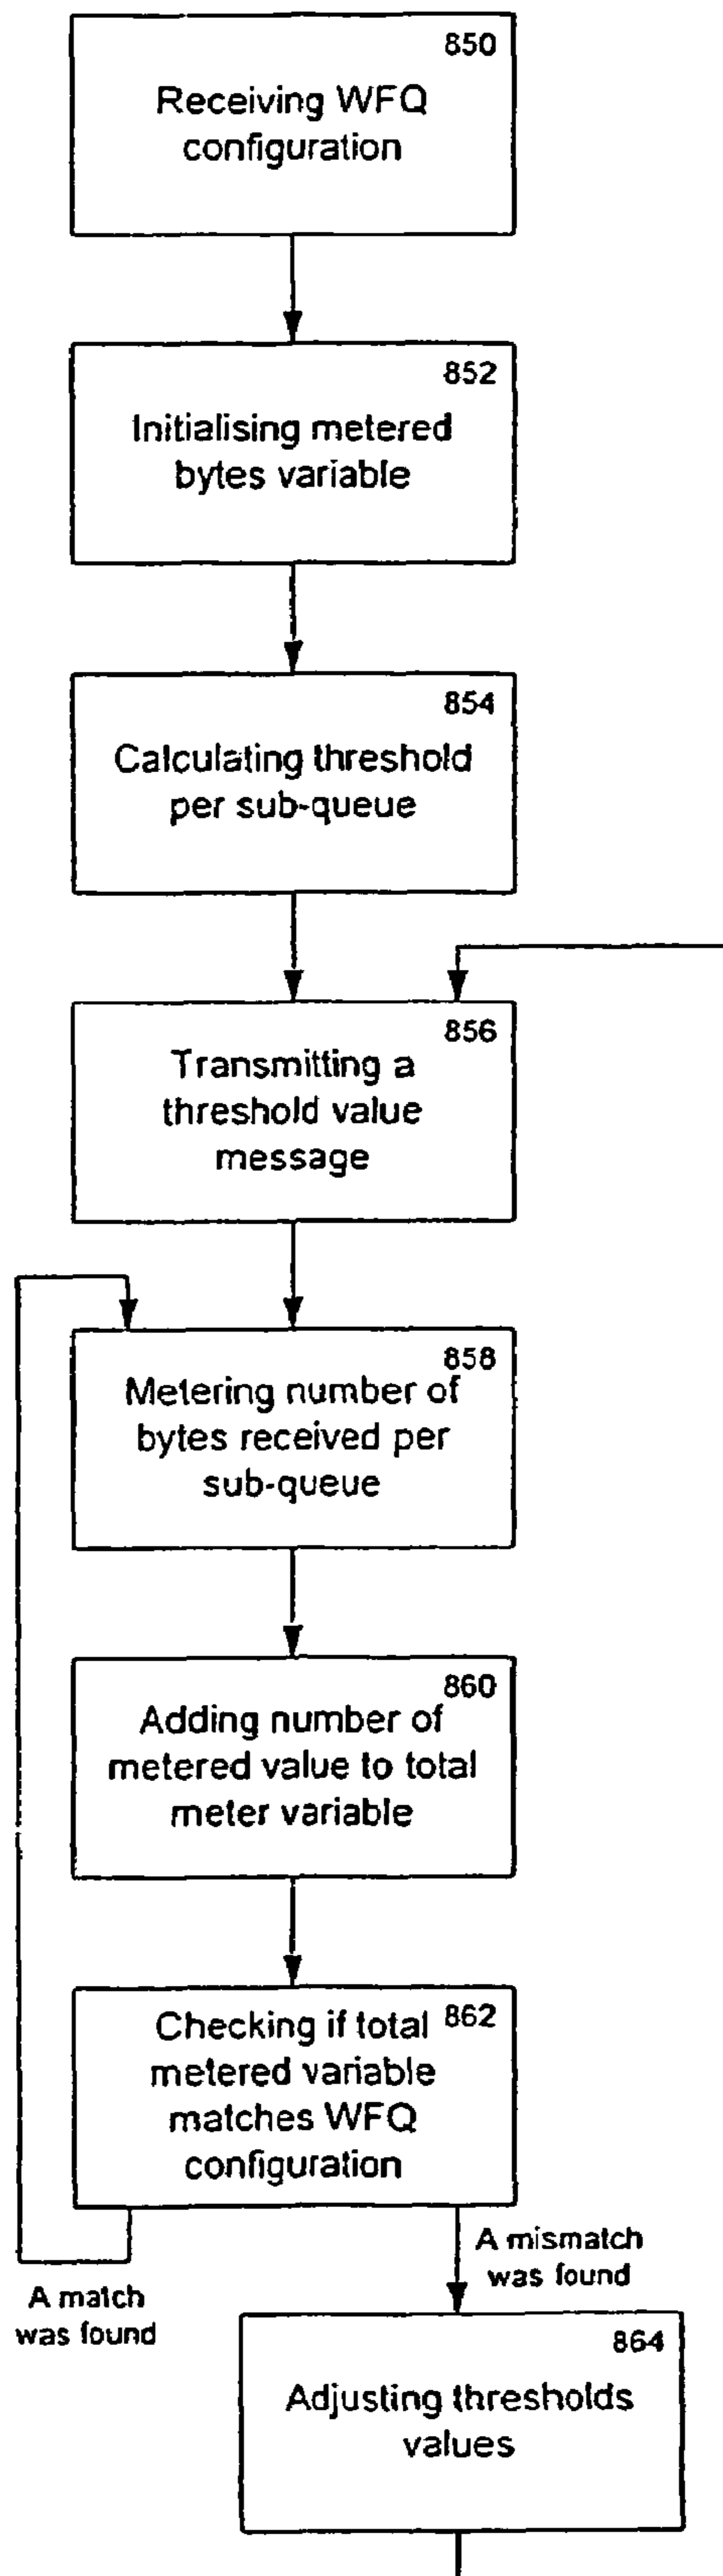 850
Receiving WFQ
configuration
852
Initialising metered
bytes variable
854
Calculating threshold
per sub-queue
856
Transmitting a
threshold value
message
858
Metering number of
bytes received per
sub-queue
860
Adding number of
metered value to total
meter variable
862
Checking if total
metered variable
matches WFQ
configuration
A mismatch
was found
A match
was found
864
Adjusting thresholds
values